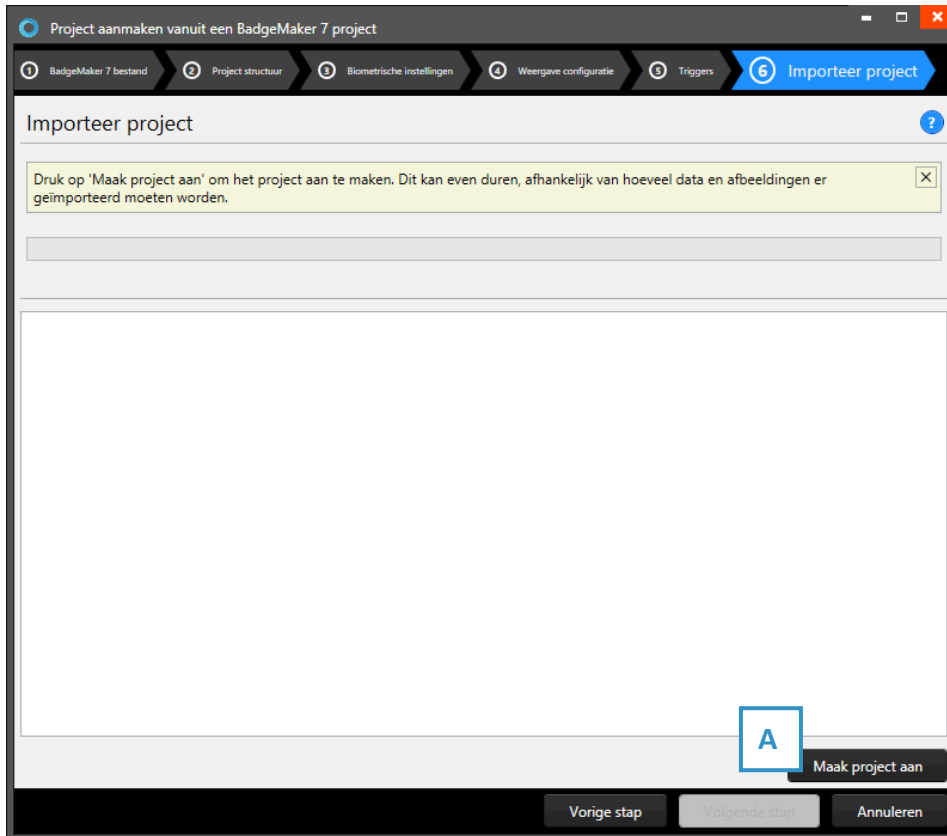 Project aanmaken vanuit een BadgeMaker 7 project
1 BadgeMaker 7 bestand 2 Project structuur 3 Biometrische instellingen 4 Weergave configuratie 5 Triggers 6 Importeer project
Importeer project
?
Druk op 'Maak project aan' om het project aan te maken. Dit kan even duren, afhankelijk van hoeveel data en afbeeldingen er
geïmporteerd moeten worden.
A
Maak project aan
Vorige stap Volgende stap Annuleren